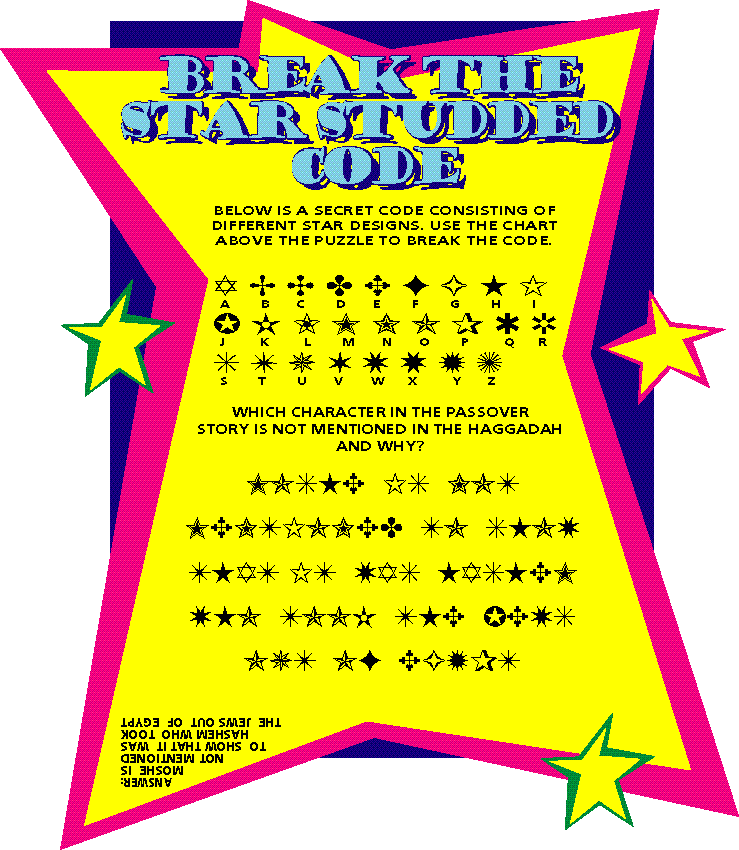 BREAK THE
STAR STUDDED
CODE
BELOW IS A SECRET CODE CONSISTING OF
DIFFERENT STAR DESIGNS. USE THE CHART
ABOVE THE PUZZLE TO BREAK THE CODE.
A B C D E F G H I
J K L M N O P Q R
S T U V W X Y Z
WHICH CHARACTER IN THE PASSOVER
STORY IS NOT MENTIONED IN THE HAGGADAH
AND WHY?
ANSWER:
MOSHE IS
NOT MENTIONED
TO SHOW THAT IT WAS
HASHEM WHO TOOK
THE JEWS OUT OF EGYPT